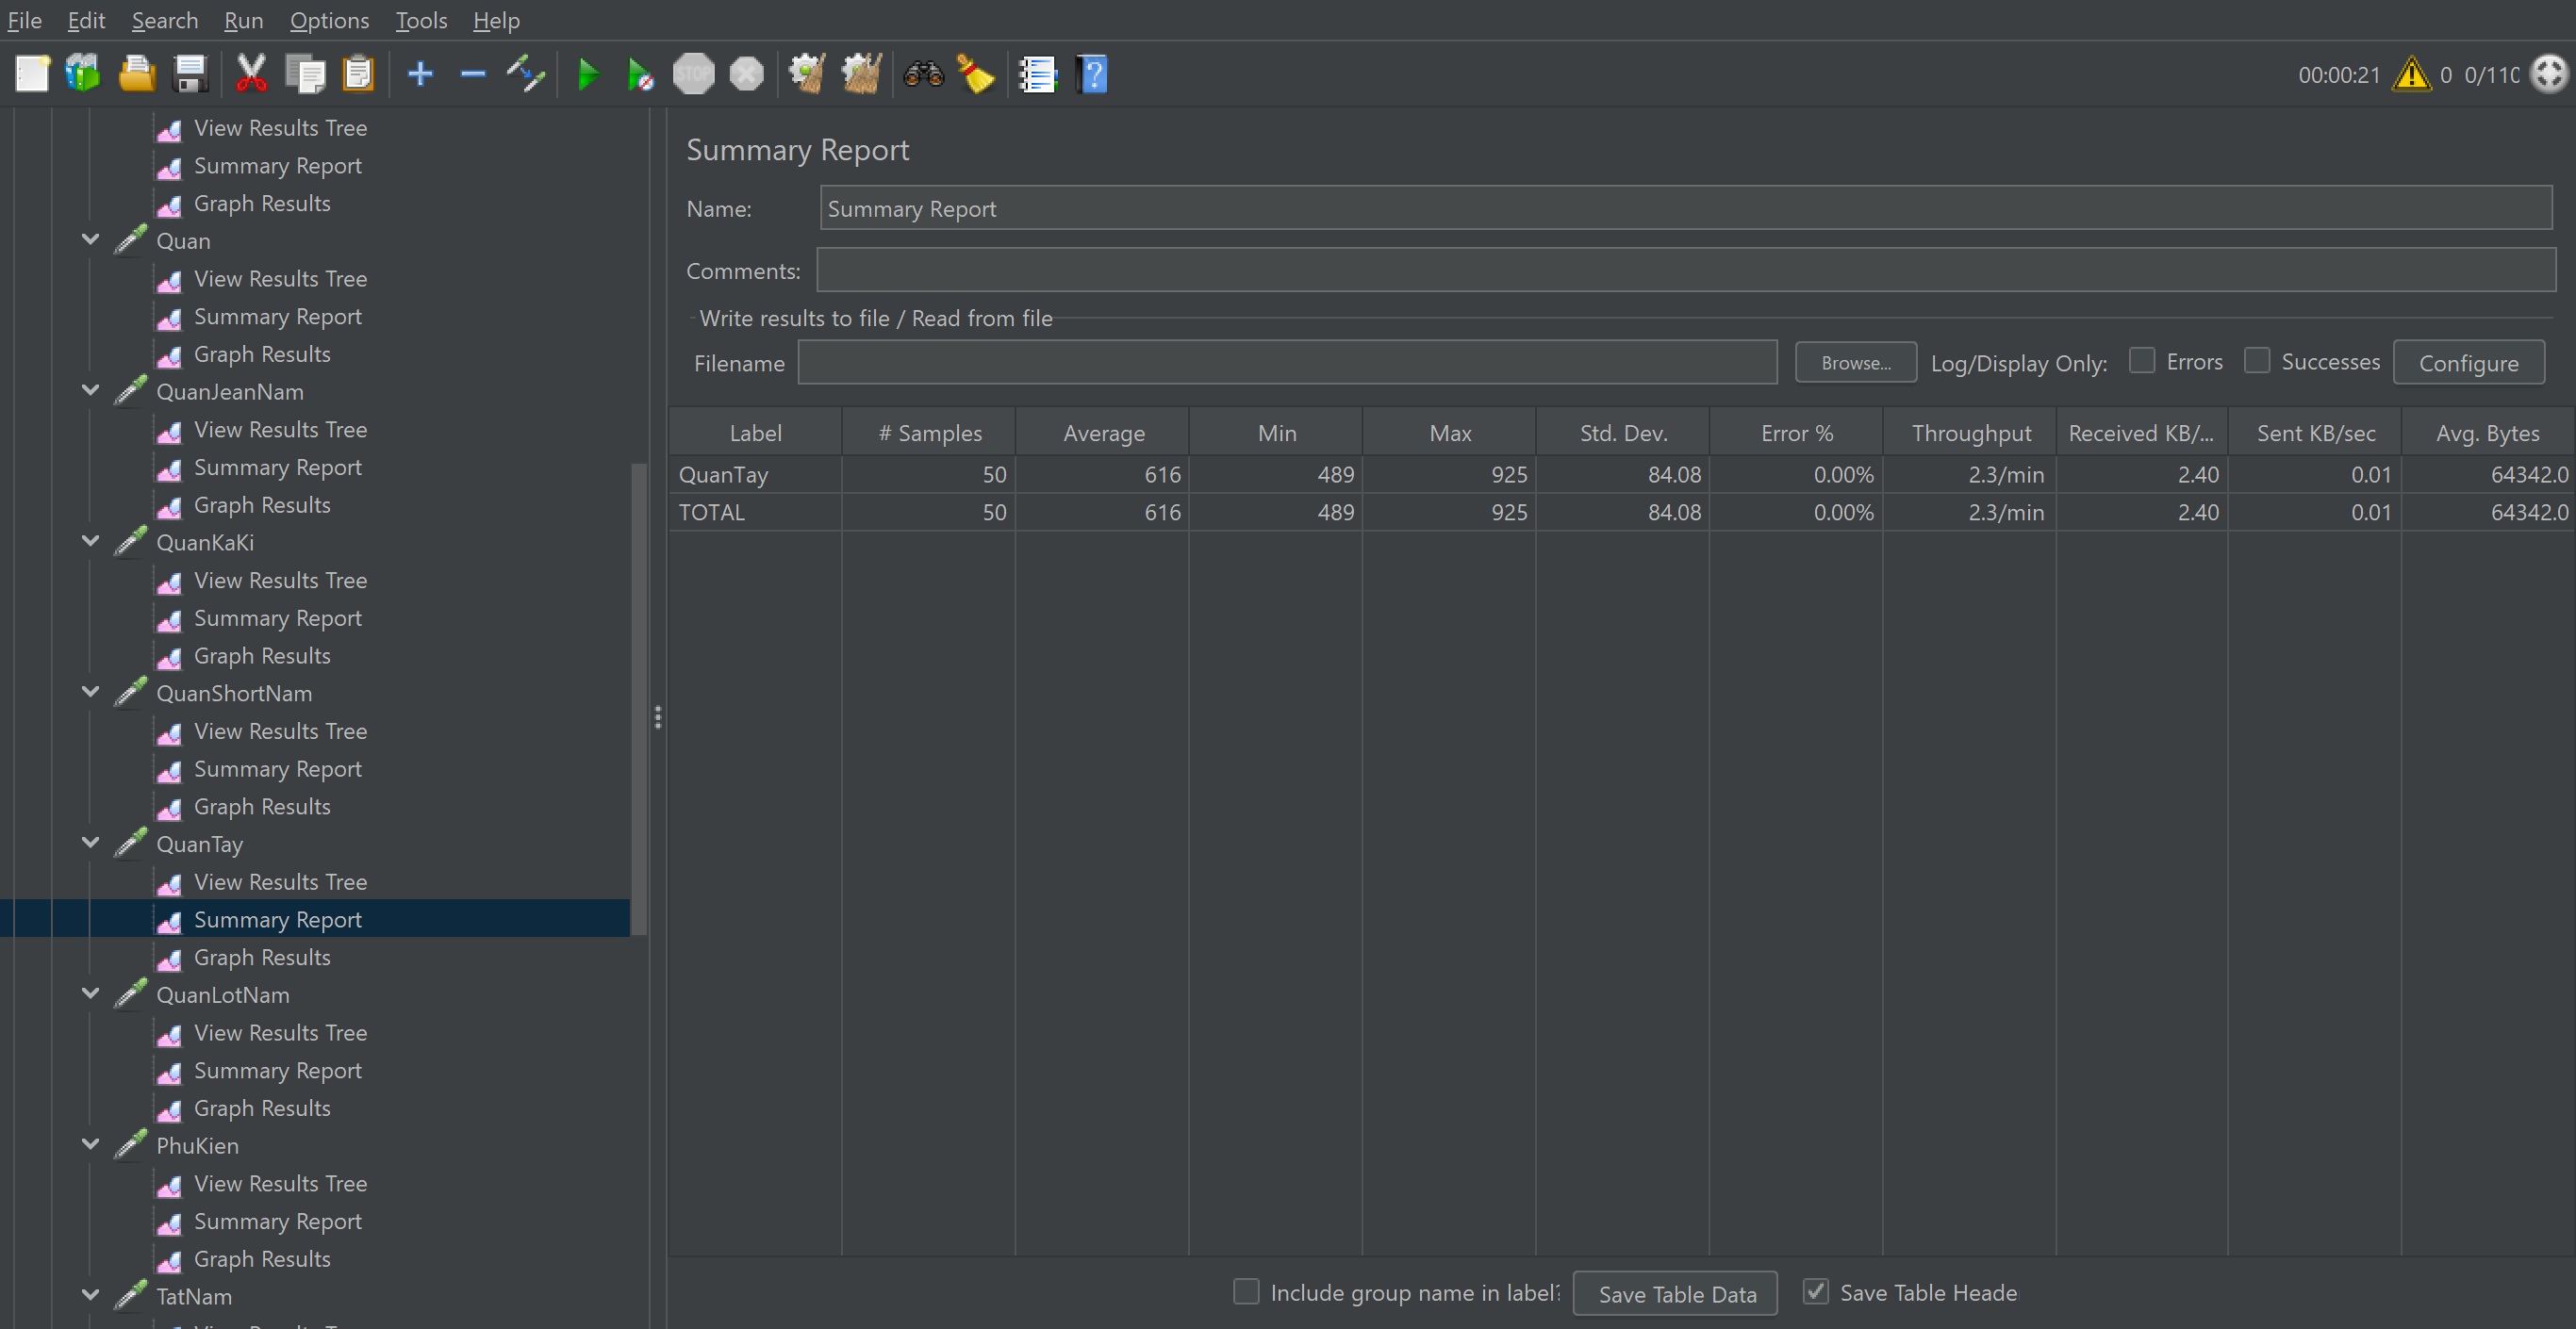 File Edit Search Run Options Tools Help
STOP
00:00:21 0 0/110
View Results Tree
Summary Report
Graph Results
Quan
View Results Tree
Summary Report
Graph Results
QuanJeanNam
View Results Tree
Summary Report
Graph Results
QuanKaKi
View Results Tree
Summary Report
Graph Results
QuanShortNam
View Results Tree
Summary Report
Graph Results
QuanTay
View Results Tree
Summary Report
Graph Results
QuanLotNam
View Results Tree
Summary Report
Graph Results
PhuKien
View Results Tree
Summary Report
Graph Results
TatNam
Summary Report
Name: Summary Report
Comments:
Write results to file / Read from file
Filename Browse... Log/Display Only: Errors Successes Configure
Label # Samples Average Min Max Std. Dev. Error % Throughput Received KB/... Sent KB/sec Avg. Bytes
QuanTay 50 616 489 925 84.08 0.00% 2.3/min 2.40 0.01 64342.0
TOTAL 50 616 489 925 84.08 0.00% 2.3/min 2.40 0.01 64342.0
Include group name in label? Save Table Data Save Table Heade